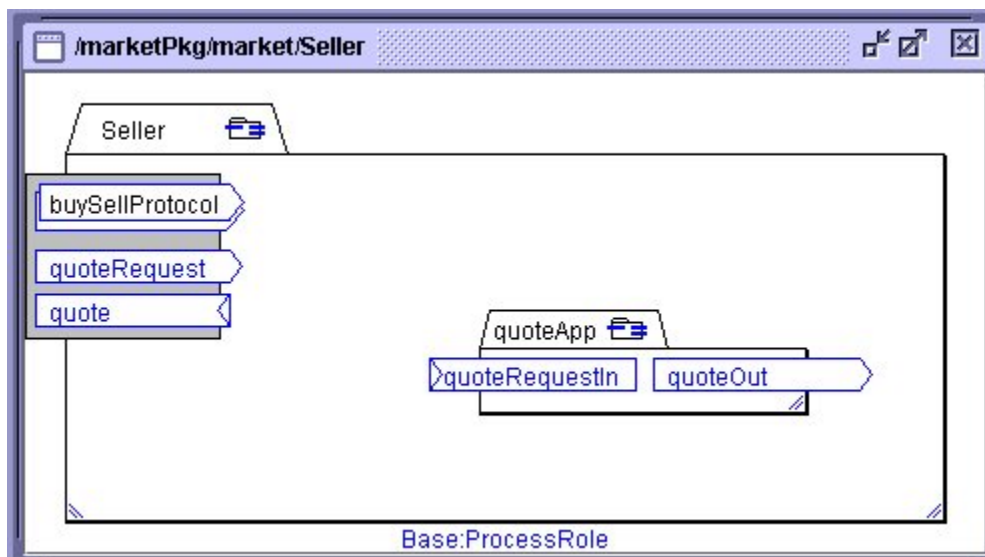 /marketPkg/market/Seller
Seller
buySellProtocol
quoteRequest
quote
quoteApp
quoteRequestIn
quoteOut
Base:ProcessRole